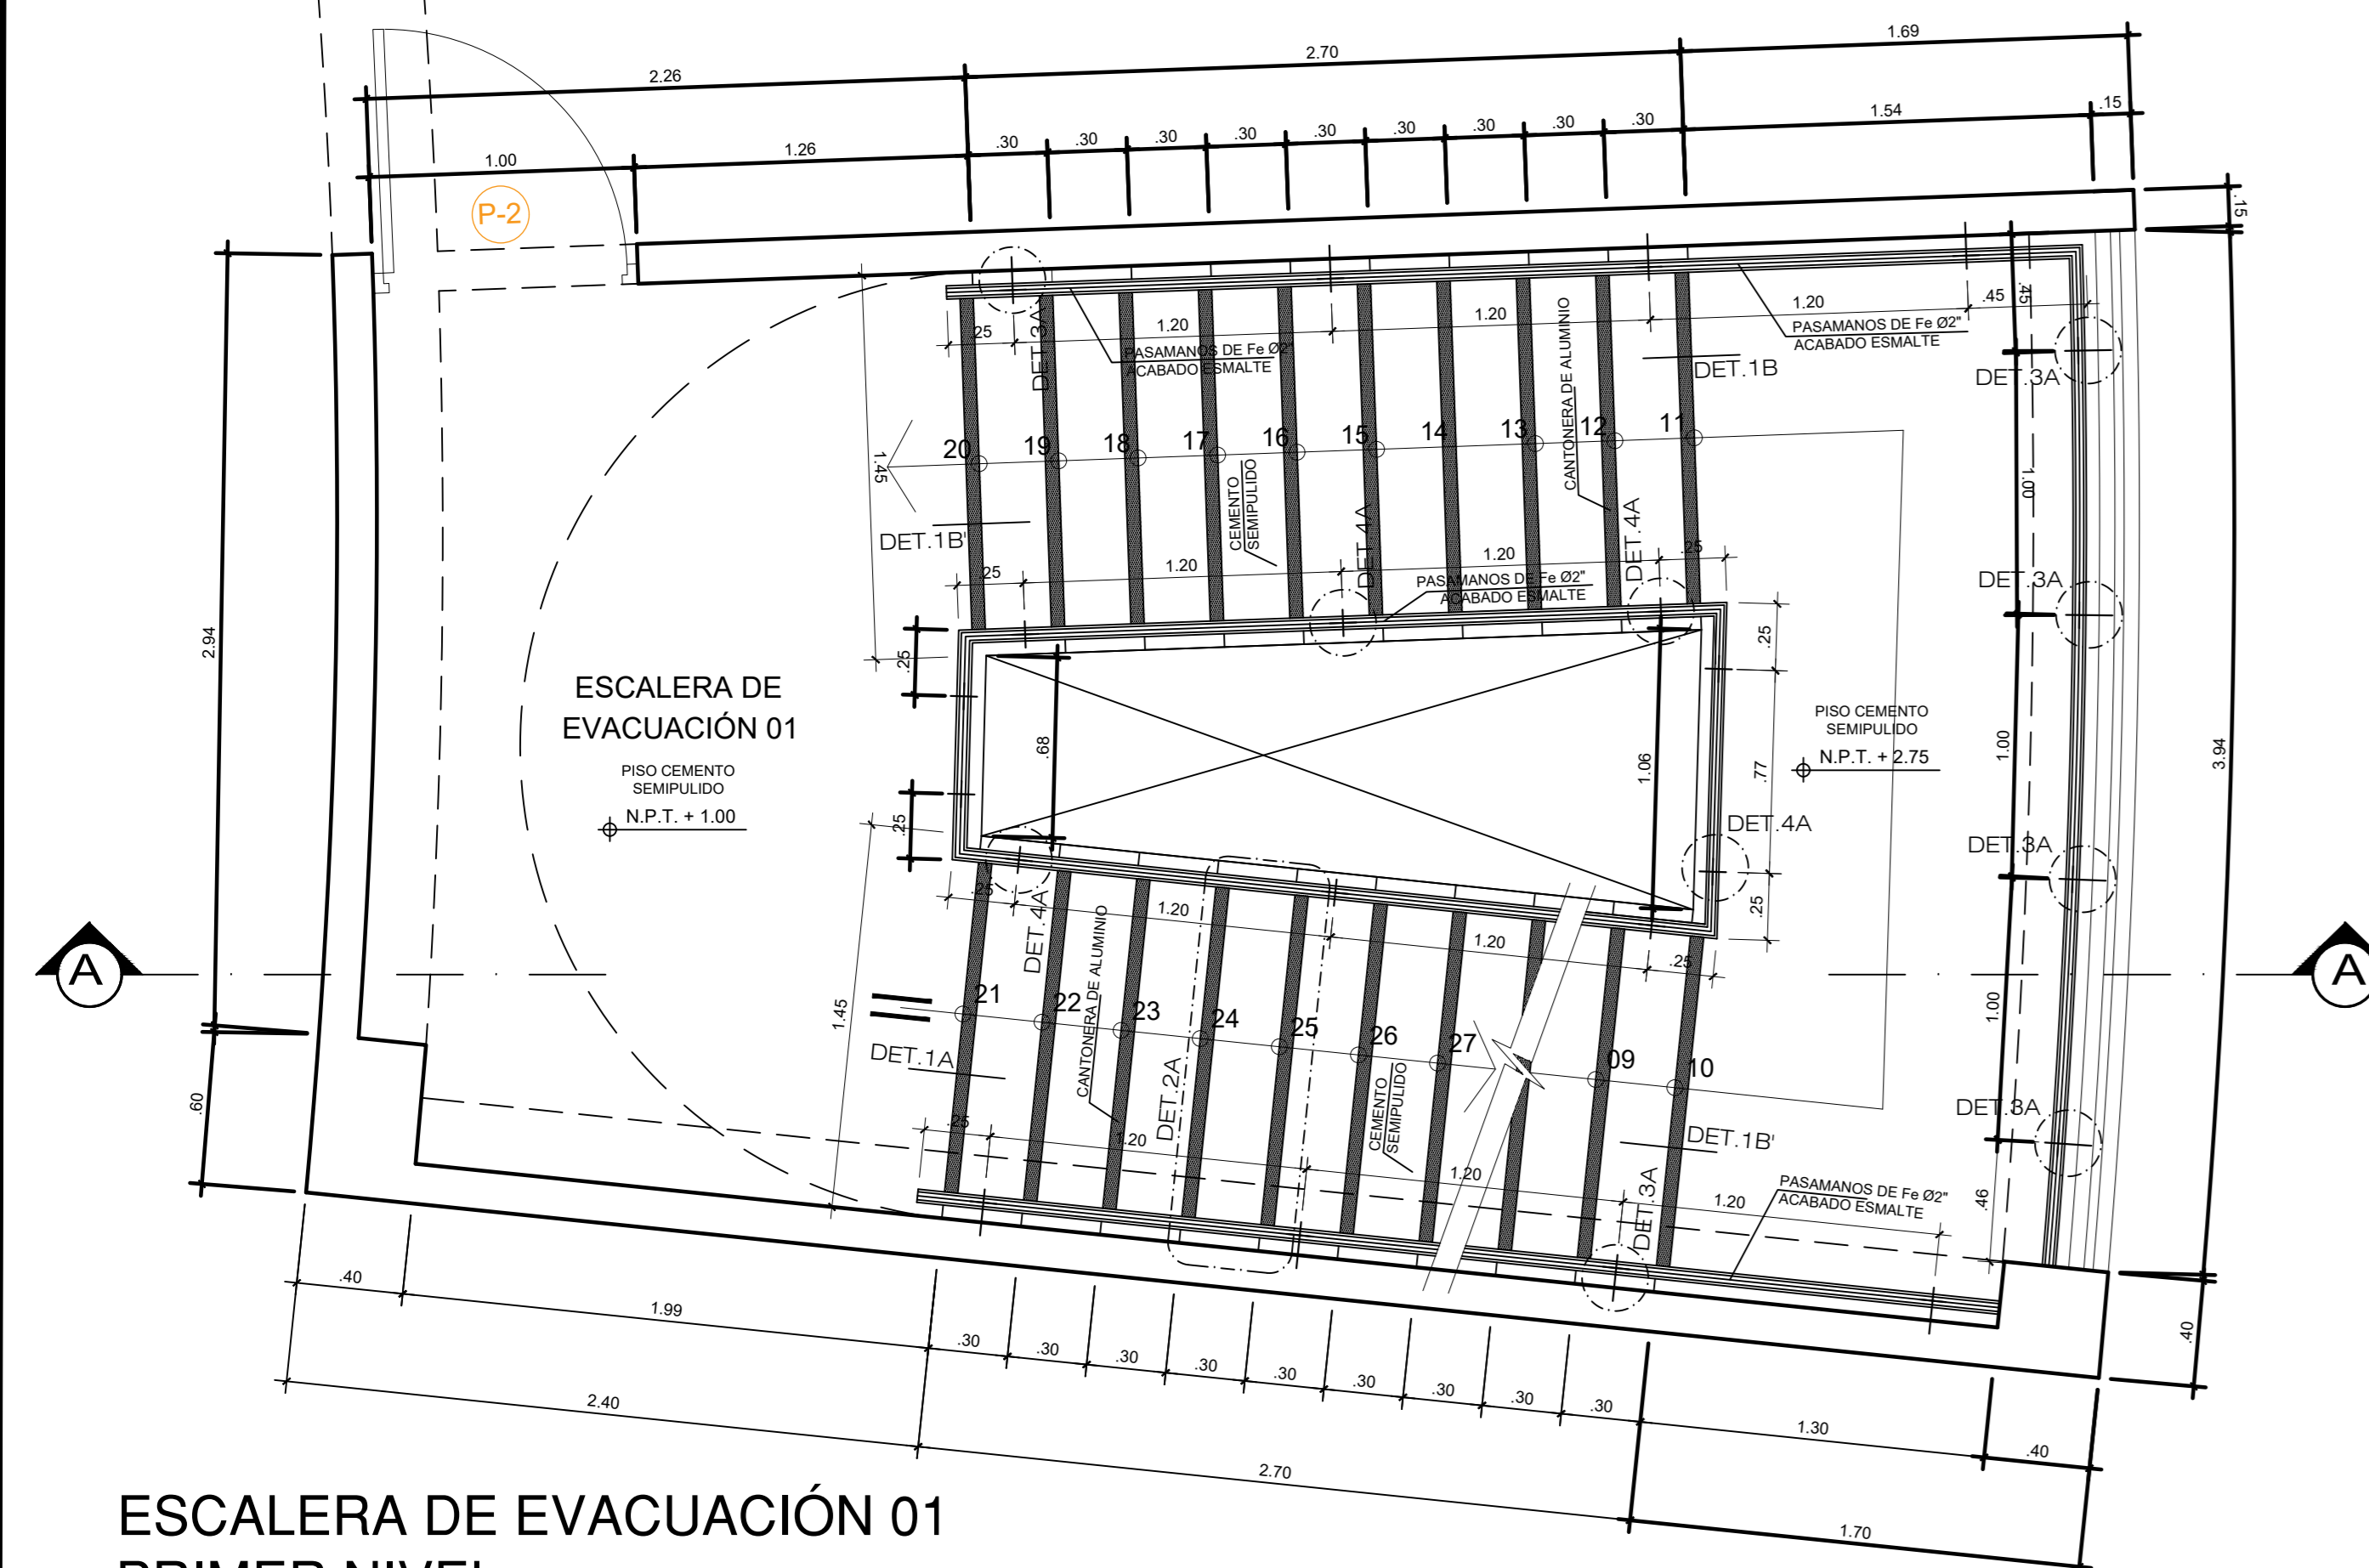 2.26
2.70
1.69
1.00
1.26
.30
.30
.30
.30
.30
.30
.30
.30
.30
1.54
.15
P-2
.15
.25
1.20
1.20
1.20
.45
.45
DET.3A
PASAMANOS DE Fe Ø2"
ACABADO ESMALTE
CANTONERA DE ALUMINIO
PASAMANOS DE Fe Ø2"
ACABADO ESMALTE
DET.1B
DET.3A
1.45
20
19
18
17
16
15
14
13
12
11
1.00
CEMENTO
SEMIPULIDO
DET.4A
DET.4A
DET.1B'
.25
1.20
1.20
.25
PASAMANOS DE Fe Ø2"
ACABADO ESMALTE
DET.3A
2.94
.25
.25
ESCALERA DE
EVACUACIÓN 01
PISO CEMENTO
SEMIPULIDO
N.P.T. + 1.00
.68
1.06
.77
PISO CEMENTO
SEMIPULIDO
N.P.T. + 2.75
1.00
3.94
.25
DET.4A
DET.3A
.25
.25
1.20
1.20
.25
A
A
DET.4A
CANTONERA DE ALUMINIO
1.45
21
22
23
24
25
26
27
09
10
1.00
DET.1A
DET.2A
CEMENTO
SEMIPULIDO
DET.1B'
DET.3A
.60
.25
1.20
1.20
1.20
DET.3A
PASAMANOS DE Fe Ø2"
ACABADO ESMALTE
.46
.40
1.99
.30
.30
.30
.30
.30
.30
.30
.30
.30
1.30
.40
.40
2.40
2.70
1.70
ESCALERA DE EVACUACIÓN 01
PRIMER NIVEL